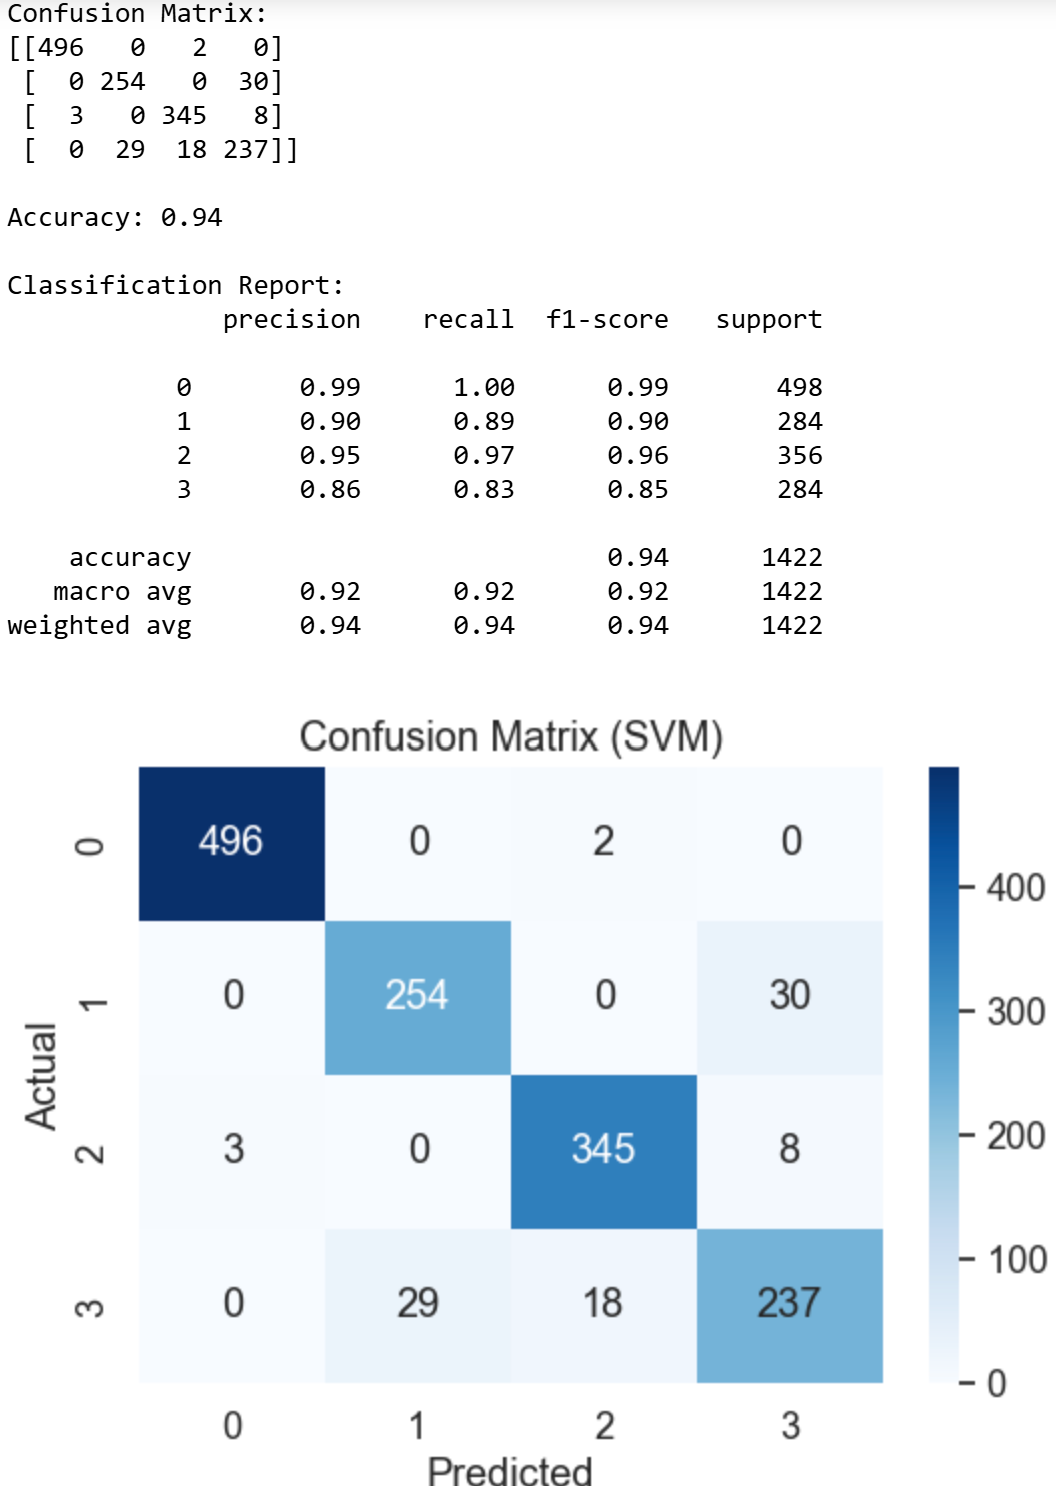 Confusion Matrix:
[[496   0   2   0]
 [  0 254   0  30]
 [  3   0 345   8]
 [  0  29  18 237]]
Accuracy: 0.94
Classification Report:
              precision    recall  f1-score   support
           0       0.99      1.00      0.99       498
           1       0.90      0.89      0.90       284
           2       0.95      0.97      0.96       356
           3       0.86      0.83      0.85       284
    accuracy                           0.94      1422
   macro avg       0.92      0.92      0.92      1422
weighted avg       0.94      0.94      0.94      1422
Confusion Matrix (SVM)
0 496 0 2 0
1 0 254 0 30
2 3 0 345 8
3 0 29 18 237
0 1 2 3
Actual
Predicted
400
300
200
100
0